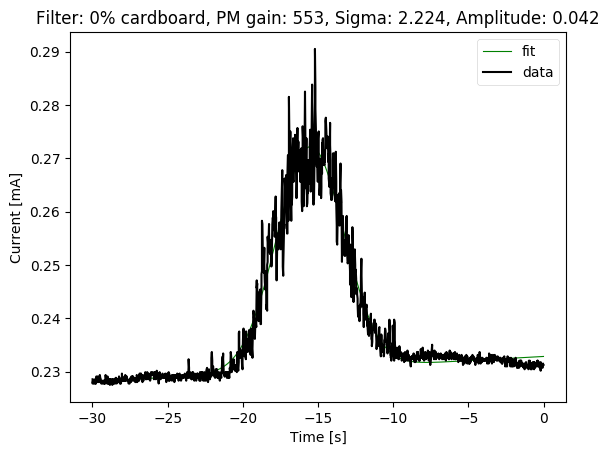 Filter: 0% cardboard, PM gain: 553, Sigma: 2.224, Amplitude: 0.042
fit
data
0.29
0.28
0.27
0.26
0.25
0.24
0.23
Current [mA]
−30
−25
−20
−15
−10
−5
0
Time [s]